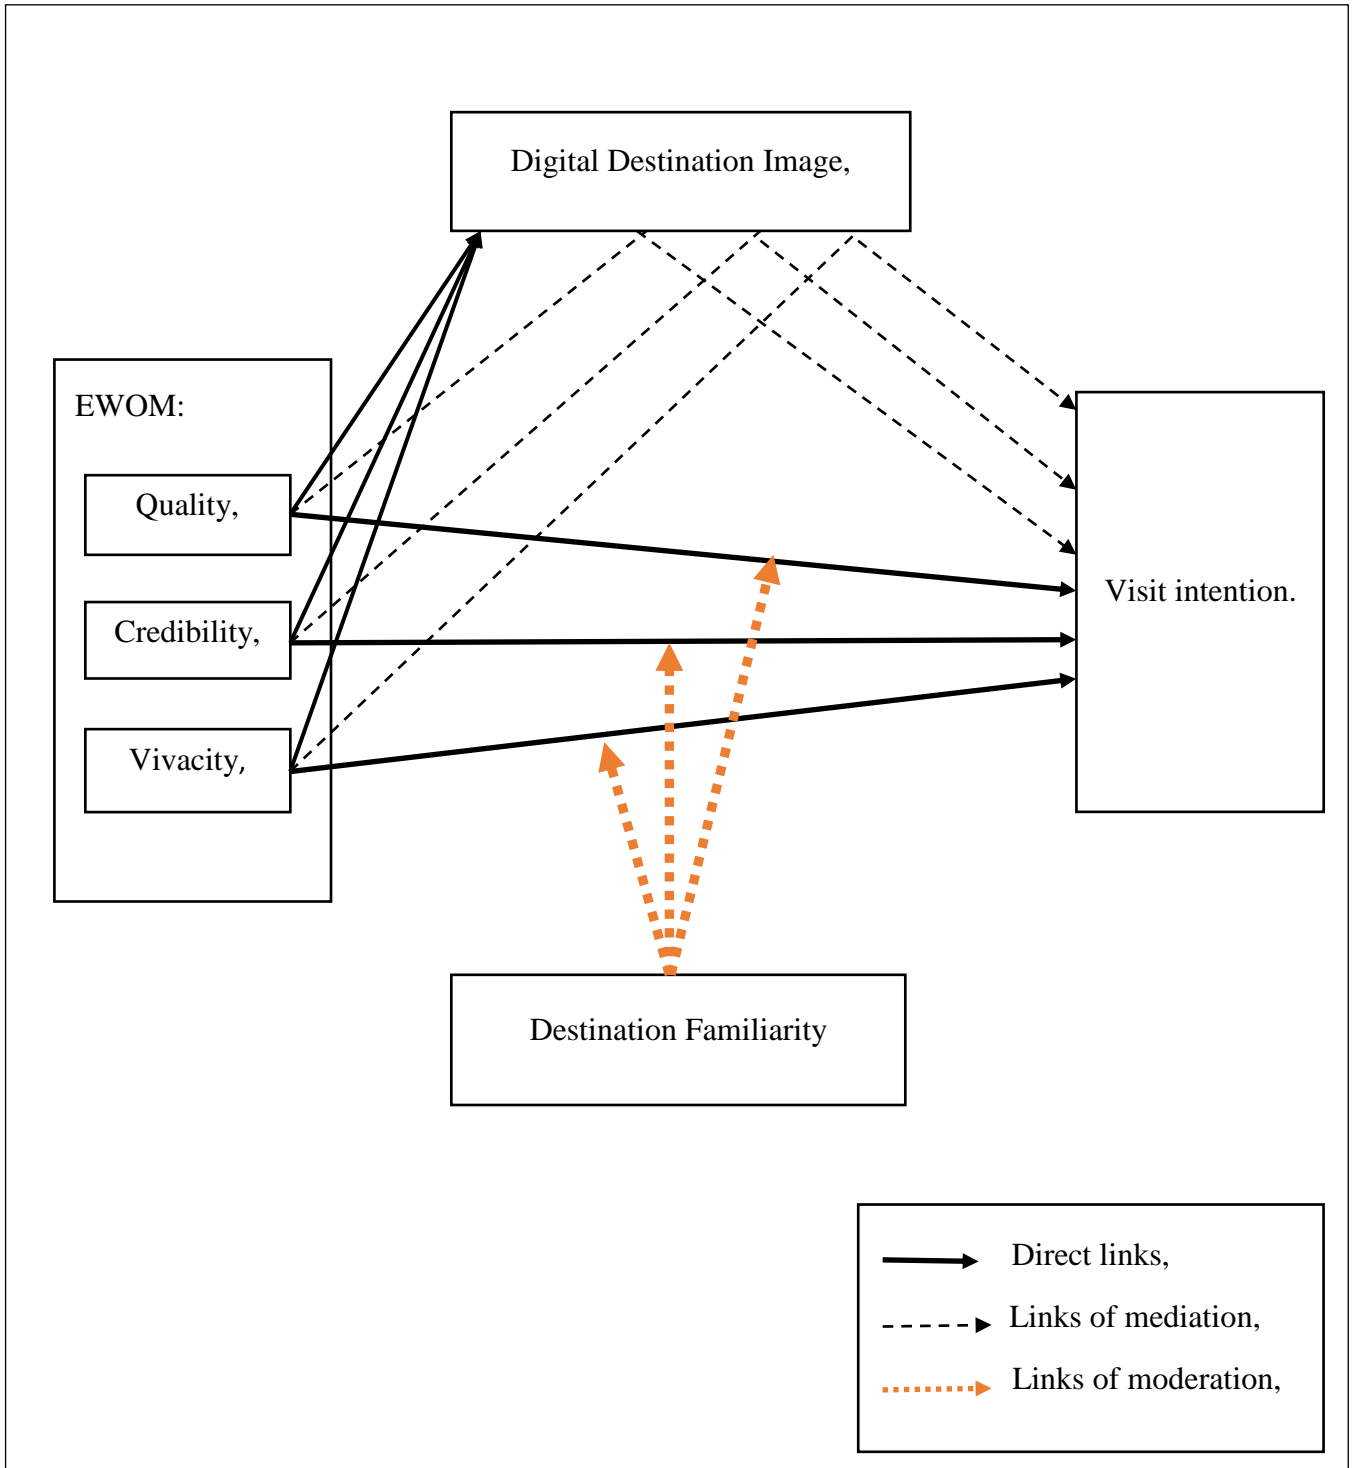 Digital Destination Image,
EWOM:
Quality,
Credibility,
Vivacity,
Visit intention.
Destination Familiarity
Direct links,
Links of mediation,
Links of moderation,